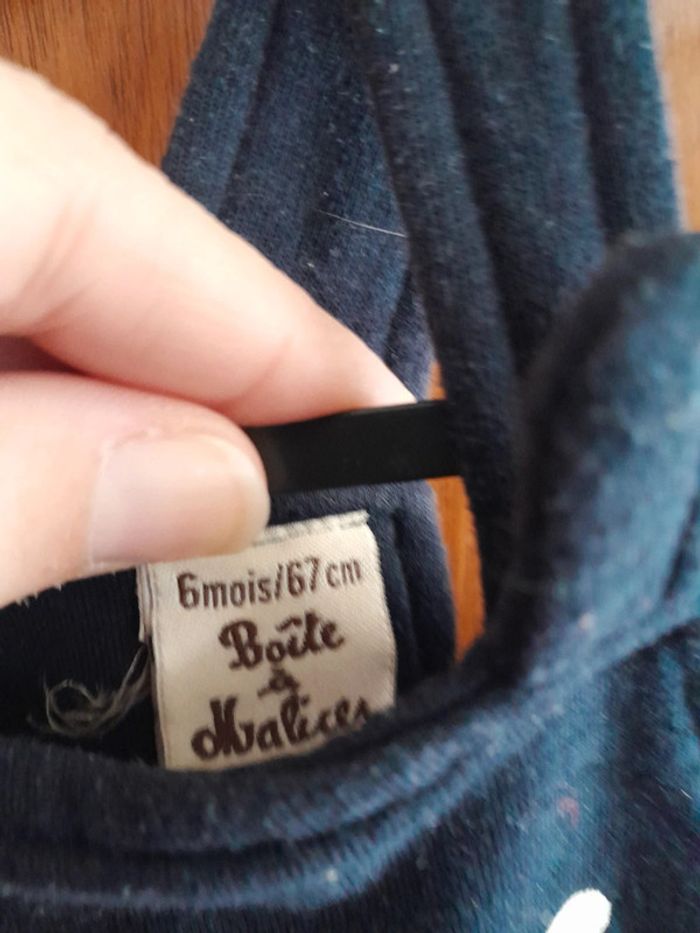 6mois/67cm
Boîte
à
Malices